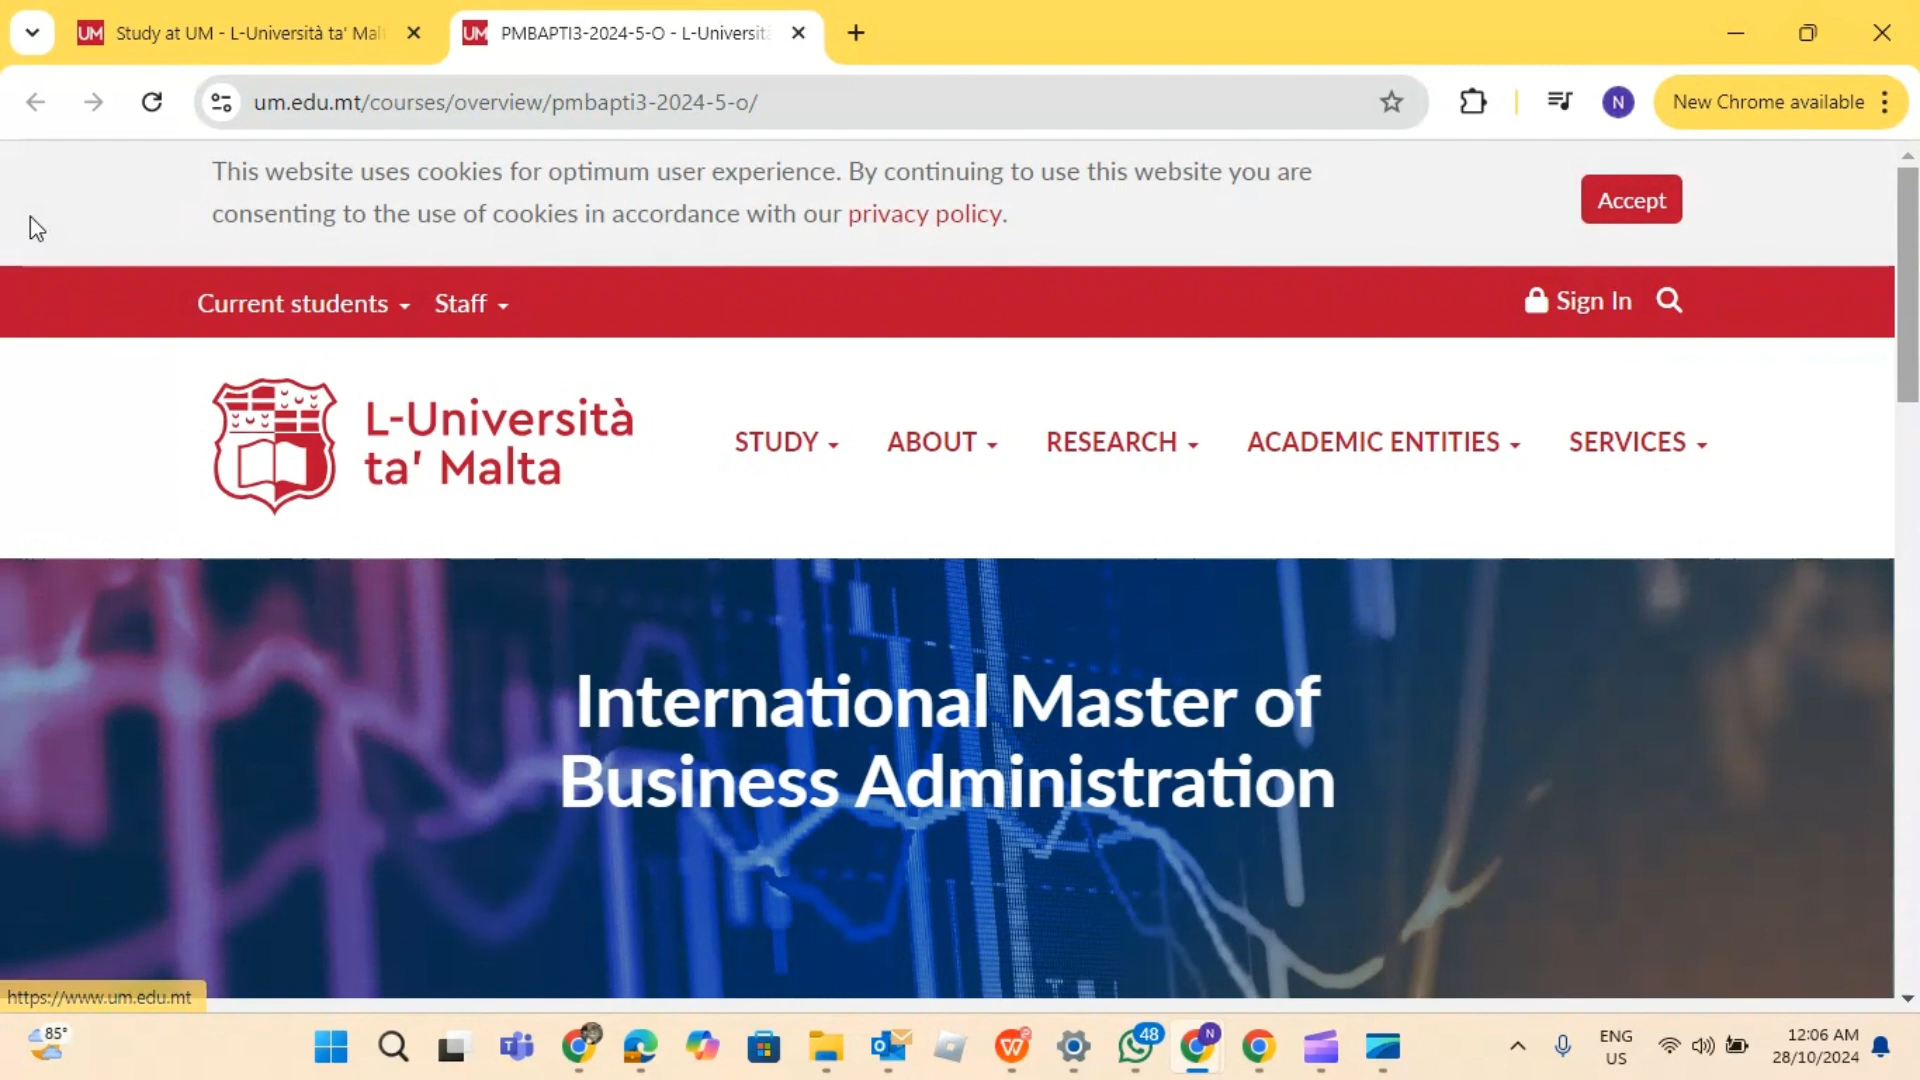 Study at UM - L-Università ta' Mal
PMBAPTI3-2024-5-O - L-Universit
um.edu.mt/courses/overview/pmbapti3-2024-5-o/
N
New Chrome available
This website uses cookies for optimum user experience. By continuing to use this website you are
consenting to the use of cookies in accordance with our privacy policy.
Accept
Current students
Staff
Sign In
L-Università
ta' Malta
STUDY
ABOUT
RESEARCH
ACADEMIC ENTITIES
SERVICES
International Master of
Business Administration
https://www.um.edu.mt
85°
48
N
ENG
US
12:06 AM
28/10/2024